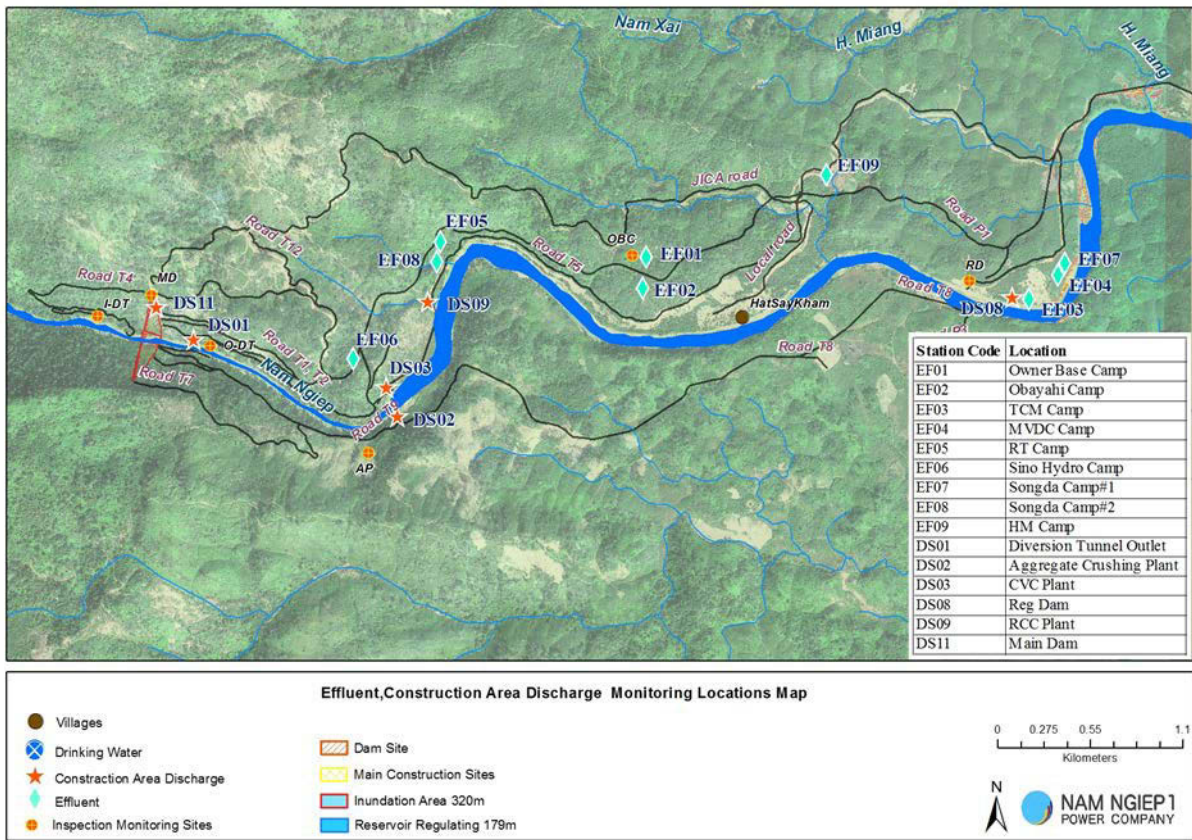 Nam Xai
H. Miang
H. Miang
EF09
JICA road
Road P1
EF05
Road T12
OBC
EF01
Local road
EF08
Road T5
EF07
Road T4
MD
RD
EF04
I-DT
DS11
EF02
Road T8
DS09
HatSayKham
DS08
EF03
DS01
O-DT
Road T1, T2
EF06
Road T8
Road T7
Nam Ngiep
DS03
DS02
AP
Station Code Location
EF01 Owner Base Camp
EF02 Obayahi Camp
EF03 TCM Camp
EF04 MVDC Camp
EF05 RT Camp
EF06 Sino Hydro Camp
EF07 Songda Camp#1
EF08 Songda Camp#2
EF09 HM Camp
DS01 Diversion Tunnel Outlet
DS02 Aggregate Crushing Plant
DS03 CVC Plant
DS08 Reg Dam
DS09 RCC Plant
DS11 Main Dam
Effluent,Construction Area Discharge Monitoring Locations Map
Villages
Drinking Water
Constraction Area Discharge
Effluent
Inspection Monitoring Sites
Dam Site
Main Construction Sites
Inundation Area 320m
Reservoir Regulating 179m
0 0.275 0.55 1.1
Kilometers
N
NAM NGIEP1
POWER COMPANY